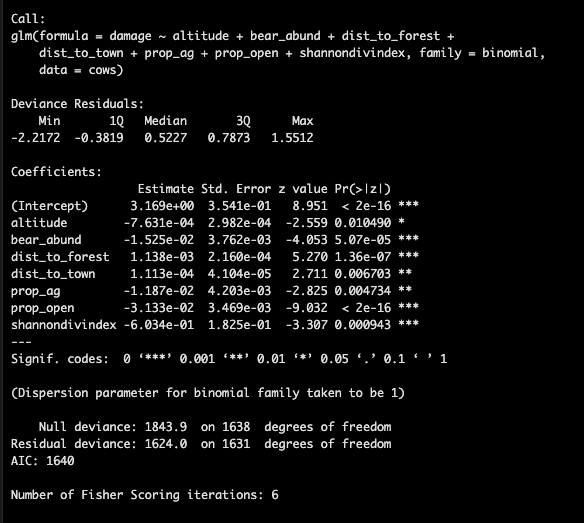 Call:
glm(formula = damage ~ altitude + bear_abund + dist_to_forest +
    dist_to_town + prop_ag + prop_open + shannondivindex, family = binomial,
    data = cows)

Deviance Residuals:
    Min       1Q   Median       3Q      Max
-2.2172  -0.3819   0.5227   0.7873   1.5512

Coefficients:
                  Estimate Std. Error z value Pr(>|z|)
(Intercept)      3.169e+00  3.541e-01   8.951  < 2e-16 ***
altitude        -7.631e-04  2.982e-04  -2.559 0.010490 *
bear_abund      -1.525e-02  3.762e-03  -4.053 5.07e-05 ***
dist_to_forest   1.138e-03  2.160e-04   5.270 1.36e-07 ***
dist_to_town     1.113e-04  4.104e-05   2.711 0.006703 **
prop_ag         -1.187e-02  4.203e-03  -2.825 0.004734 **
prop_open       -3.133e-02  3.469e-03  -9.032  < 2e-16 ***
shannondivindex -6.034e-01  1.825e-01  -3.307 0.000943 ***
---
Signif. codes:  0 ‘***’ 0.001 ‘**’ 0.01 ‘*’ 0.05 ‘.’ 0.1 ‘ ’ 1

(Dispersion parameter for binomial family taken to be 1)

    Null deviance: 1843.9  on 1638  degrees of freedom
Residual deviance: 1624.0  on 1631  degrees of freedom
AIC: 1640

Number of Fisher Scoring iterations: 6